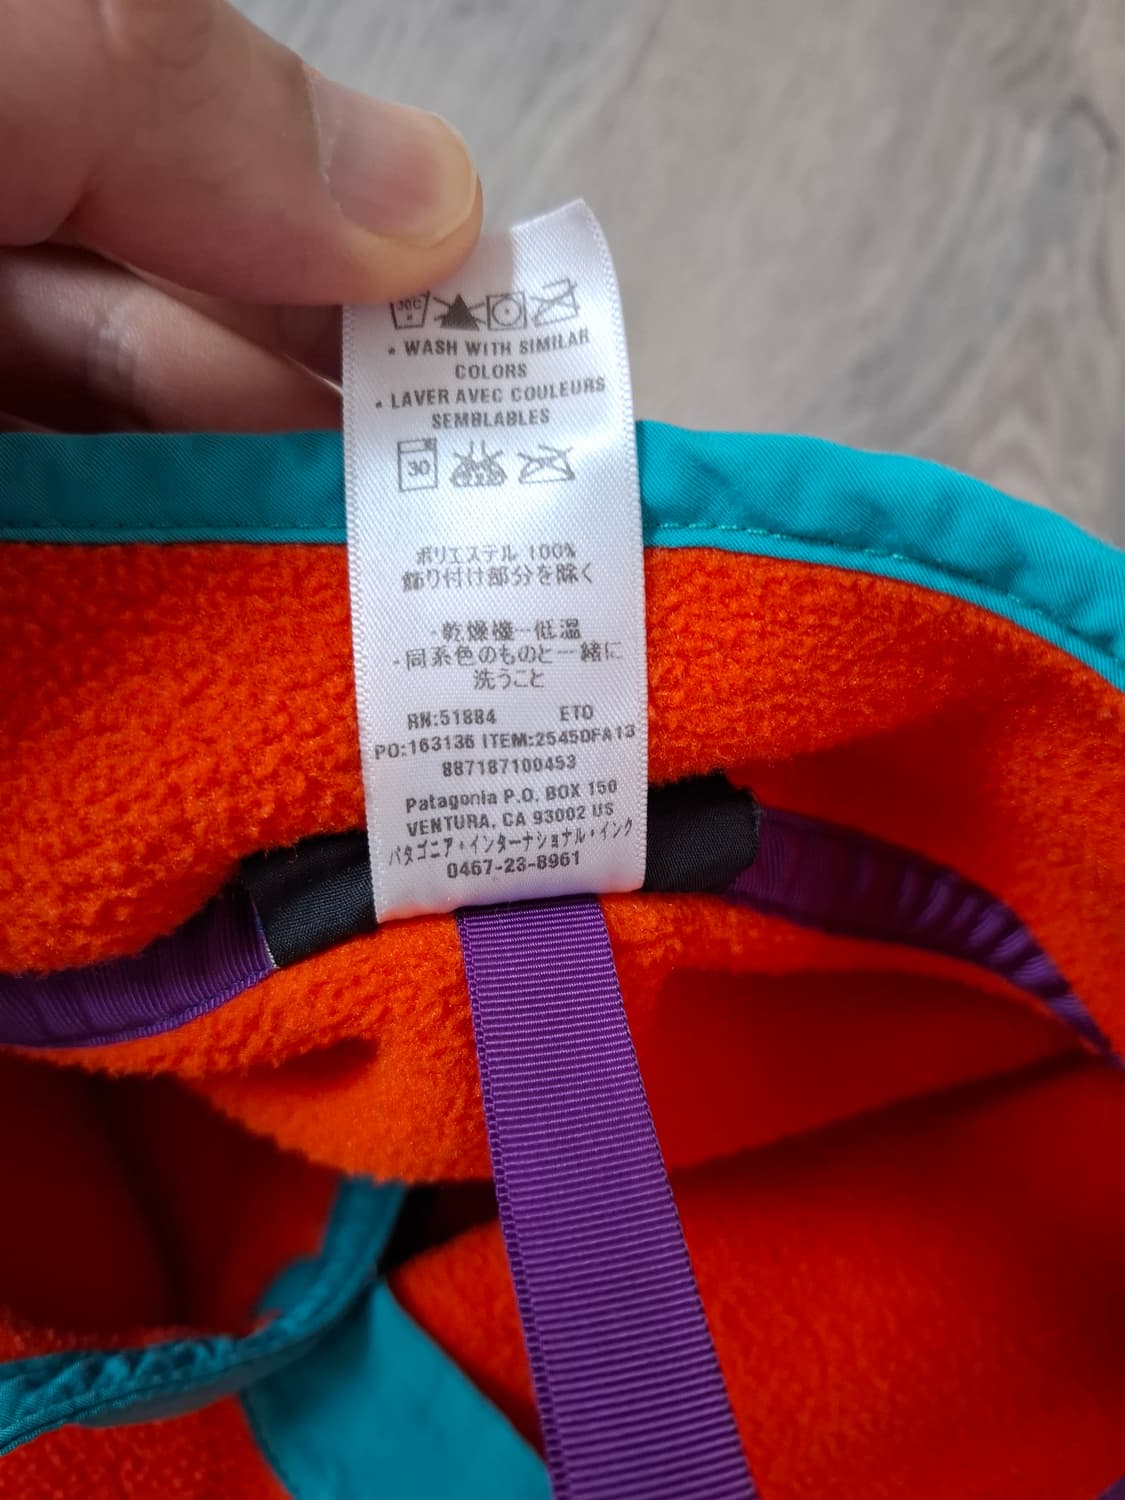 30C
• WASH WITH SIMILAR
COLORS
• LAVER AVEC COULEURS
SEMBLABLES
30
ポリエステル 100%
飾り付け部分を除く
・乾燥機－低温
・同系色のものと一緒に
洗うこと
RN:51884 ETO
PO:163136 ITEM:25450FA13
887187100453
Patagonia P.O. BOX 150
VENTURA, CA 93002 US
パタゴニア・インターナショナル・インク
0467-23-8961